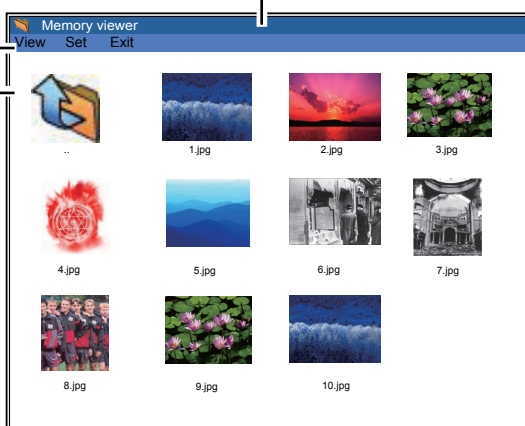 Memory viewer
View Set Exit
.. 1.jpg 2.jpg 3.jpg
4.jpg 5.jpg 6.jpg 7.jpg
8.jpg 9.jpg 10.jpg